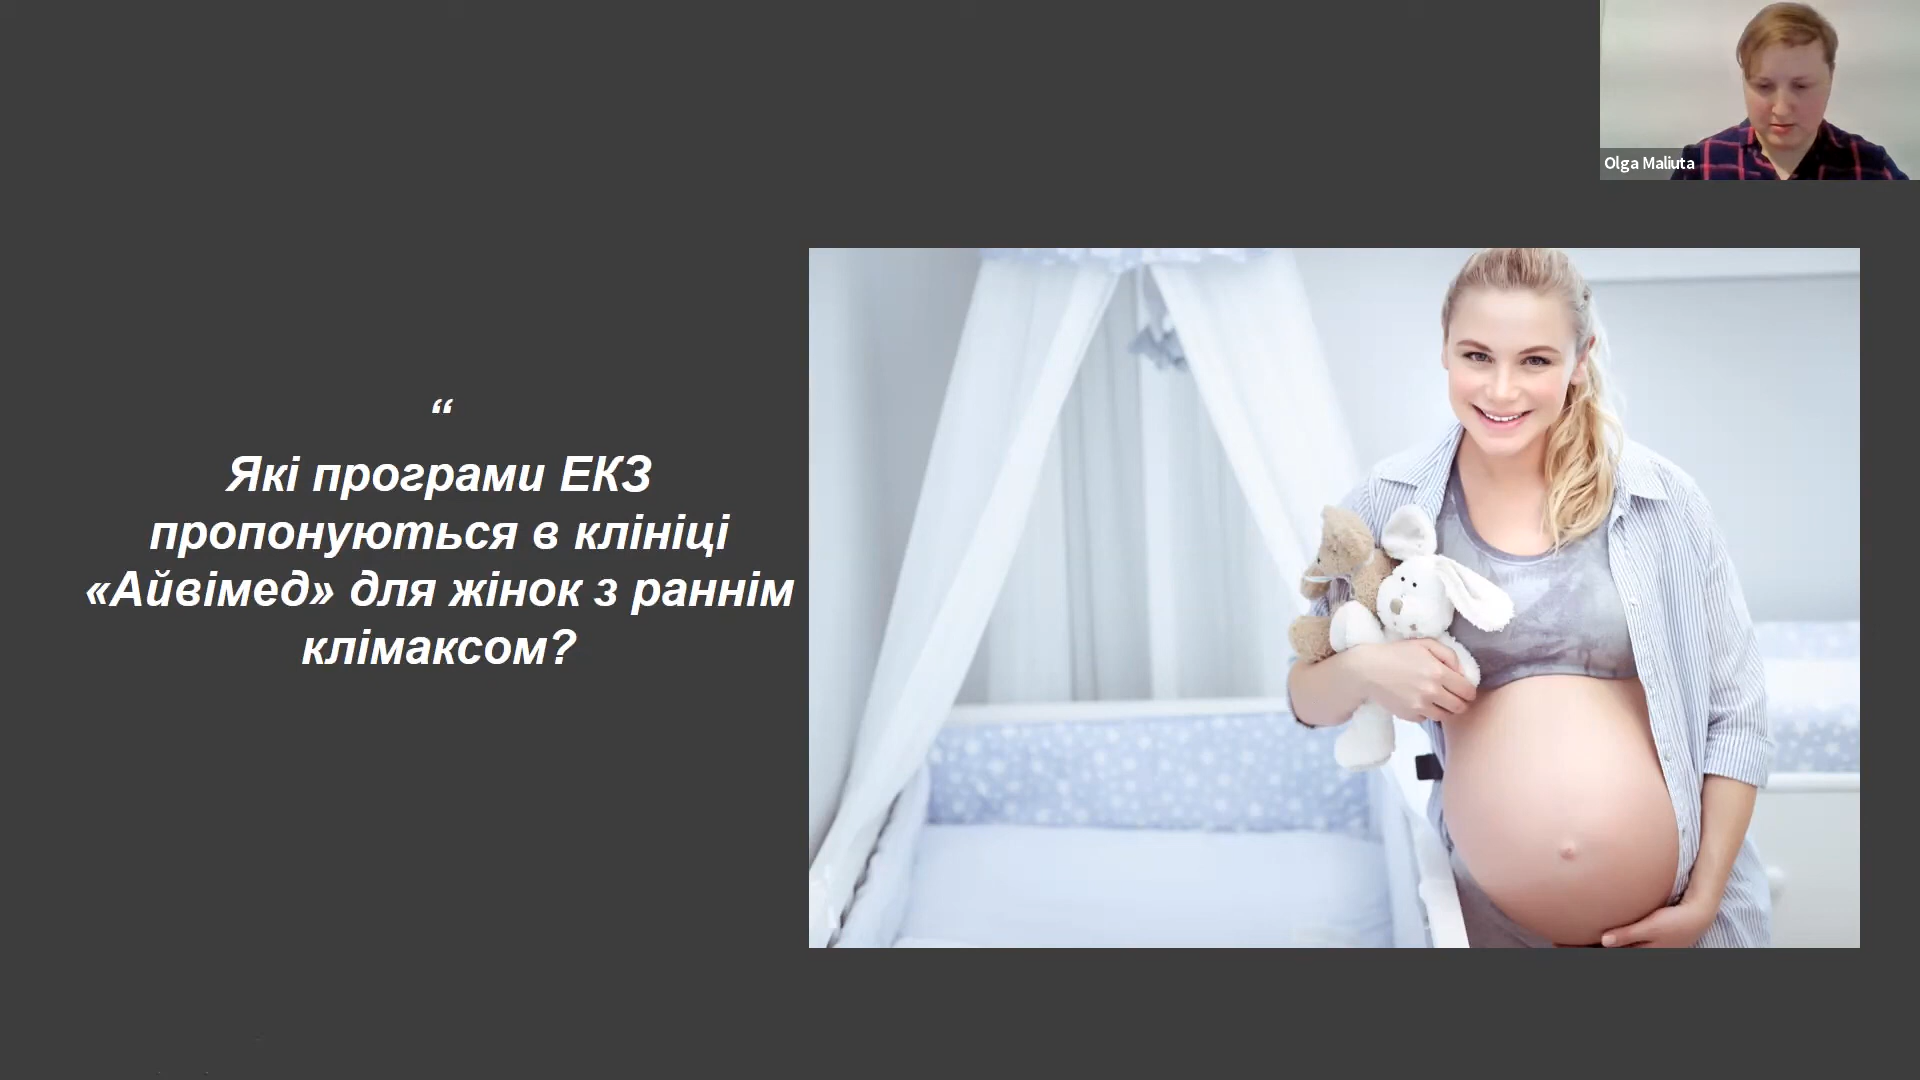 Olga Maliuta
“
Які програми ЕКЗ
пропонуються в клініці
«Айвімед» для жінок з раннім
клімаксом?